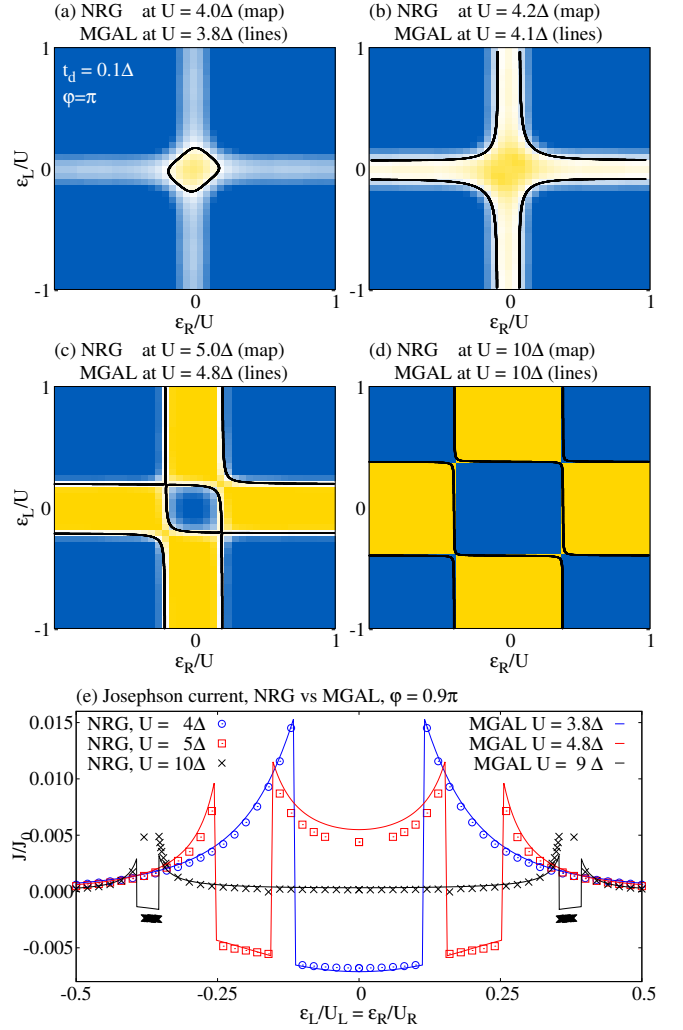 (a) NRG at U = 4.0Δ (map)
MGAL at U = 3.8Δ (lines)
t_d = 0.1Δ
φ=π
1
0
-1
ε_L/U
0
1
ε_R/U
(b) NRG at U = 4.2Δ (map)
MGAL at U = 4.1Δ (lines)
1
0
-1
ε_L/U
0
1
ε_R/U
(c) NRG at U = 5.0Δ (map)
MGAL at U = 4.8Δ (lines)
1
0
-1
ε_L/U
0
1
ε_R/U
(d) NRG at U = 10Δ (map)
MGAL at U = 10Δ (lines)
1
0
-1
ε_L/U
0
1
ε_R/U
(e) Josephson current, NRG vs MGAL, φ = 0.9π
NRG, U = 4Δ
NRG, U = 5Δ
NRG, U = 10Δ
MGAL U = 3.8Δ
MGAL U = 4.8Δ
MGAL U = 9 Δ
0.015
0.010
0.005
0.000
-0.005
J/J_0
-0.5
-0.25
0
0.25
0.5
ε_L/U_L = ε_R/U_R